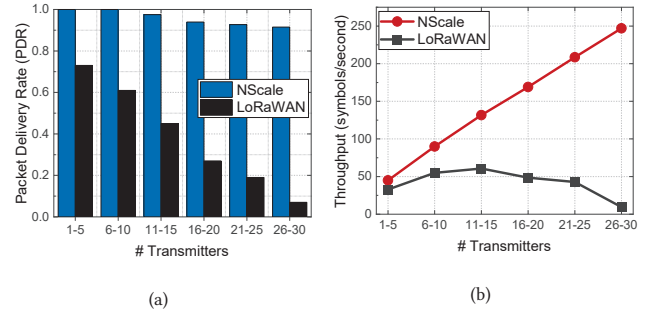 Packet Delivery Rate (PDR)
1.0
0.8
0.6
0.4
0.2
0.0
NScale
LoRaWAN
1-5 6-10 11-15 16-20 21-25 26-30
# Transmitters
(a)
Throughput (symbols/second)
250
200
150
100
50
0
NScale
LoRaWAN
1-5 6-10 11-15 16-20 21-25 26-30
# Transmitters
(b)